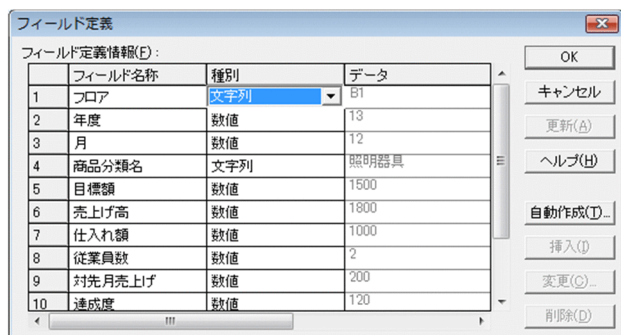 フィールド定義
フィールド定義情報(F):
フィールド名称 種別 データ
1 フロア 文字列 B1
2 年度 数値 13
3 月 数値 12
4 商品分類名 文字列 照明器具
5 目標額 数値 1500
6 売上げ高 数値 1800
7 仕入れ額 数値 1000
8 従業員数 数値 2
9 対先月売上げ 数値 200
10 達成度 数値 120
OK
キャンセル
更新(A)
ヘルプ(H)
自動作成(T)...
挿入(I)
変更(C)...
削除(D)